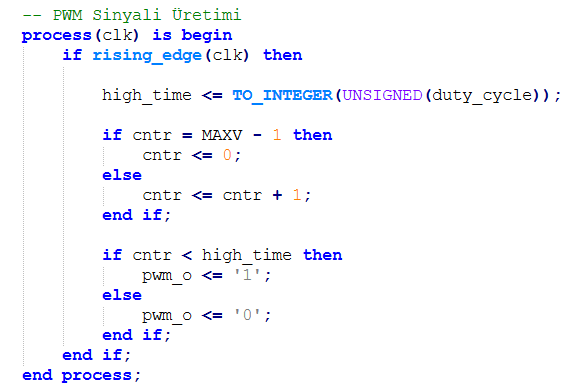 -- PWM Sinyali Üretimi
process(clk) is begin
if rising_edge(clk) then
high_time <= TO_INTEGER(UNSIGNED(duty_cycle));
if cntr = MAXV - 1 then
cntr <= 0;
else
cntr <= cntr + 1;
end if;
if cntr < high_time then
pwm_o <= '1';
else
pwm_o <= '0';
end if;
end if;
end process;